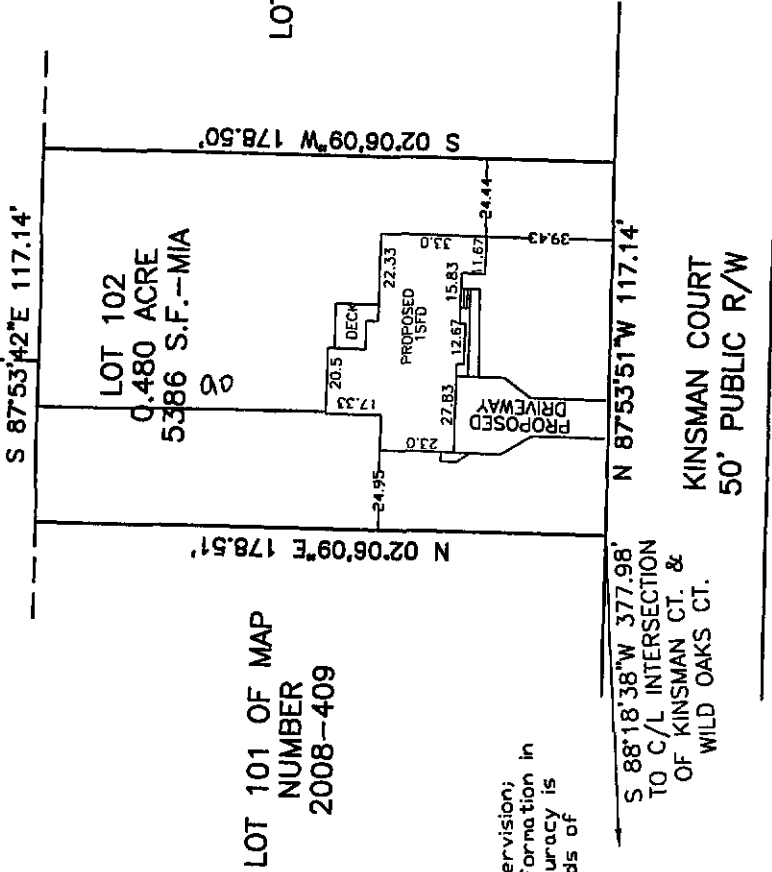 LOT
S 87°53'42"E 117.14'
LOT 102
0.480 ACRE
5386 S.F.-MIA
S 02°06'09"W 178.50'
N 02°06'09"E 178.51'
DECK
20.5
17.33
22.33
PROPOSED
1SFD
33.0
23.0
24.95
27.83
12.67
15.83
11.67
24.44
39.43
PROPOSED
DRIVEWAY
N 87°53'51"W 117.14'
LOT 101 OF MAP
NUMBER
2008-409
ervision;
formation in
uracy is
ds of
S 88°18'38"W 377.98'
TO C/L INTERSECTION
OF KINSMAN CT. &
WILD OAKS CT.
KINSMAN COURT
50' PUBLIC R/W